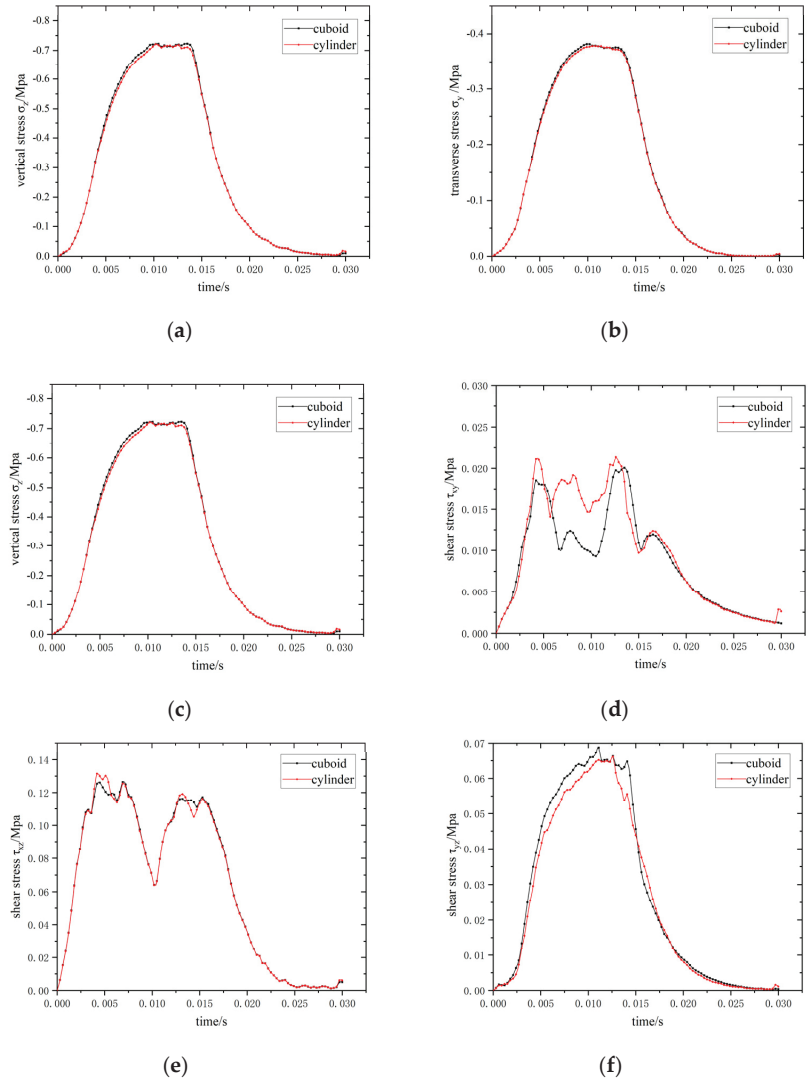 -0.8
-0.7
-0.6
-0.5
-0.4
-0.3
-0.2
-0.1
0.0
vertical stress σz/Mpa
cuboid
cylinder
0.000 0.005 0.010 0.015 0.020 0.025 0.030
time/s
(a)
-0.4
-0.3
-0.2
-0.1
-0.0
transverse stress σy /Mpa
cuboid
cylinder
0.000 0.005 0.010 0.015 0.020 0.025 0.030
time/s
(b)
-0.8
-0.7
-0.6
-0.5
-0.4
-0.3
-0.2
-0.1
0.0
vertical stress σz/Mpa
cuboid
cylinder
0.000 0.005 0.010 0.015 0.020 0.025 0.030
time/s
(c)
0.030
0.025
0.020
0.015
0.010
0.005
0.000
shear stress τxy/Mpa
cuboid
cylinder
0.000 0.005 0.010 0.015 0.020 0.025 0.030
time/s
(d)
0.14
0.12
0.10
0.08
0.06
0.04
0.02
0.00
shear stress τxz/Mpa
cuboid
cylinder
0.000 0.005 0.010 0.015 0.020 0.025 0.030
time/s
(e)
0.07
0.06
0.05
0.04
0.03
0.02
0.01
0.00
shear stress τyz/Mpa
cuboid
cylinder
0.000 0.005 0.010 0.015 0.020 0.025 0.030
time/s
(f)